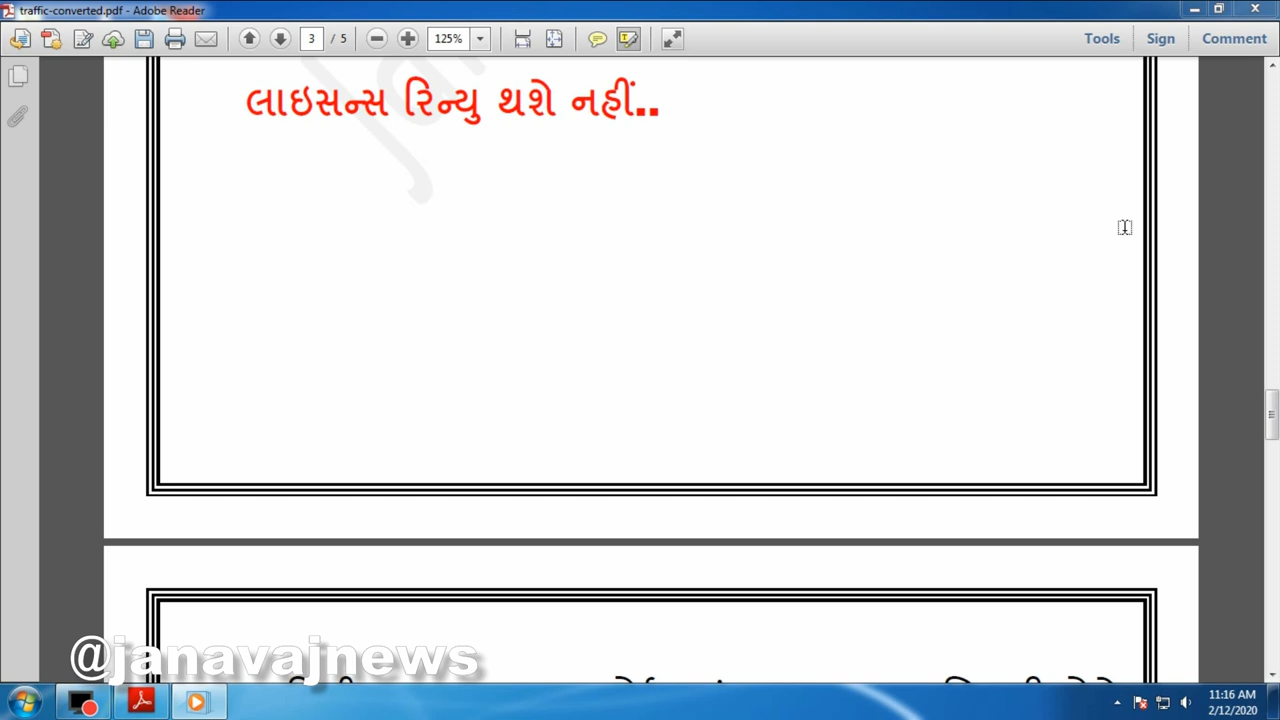 traffic-converted.pdf - Adobe Reader
3 / 5
125%
Tools
Sign
Comment
લાઇસન્સ રિન્યુ થશે નહીં..
@janavajnews
11:16 AM
2/12/2020